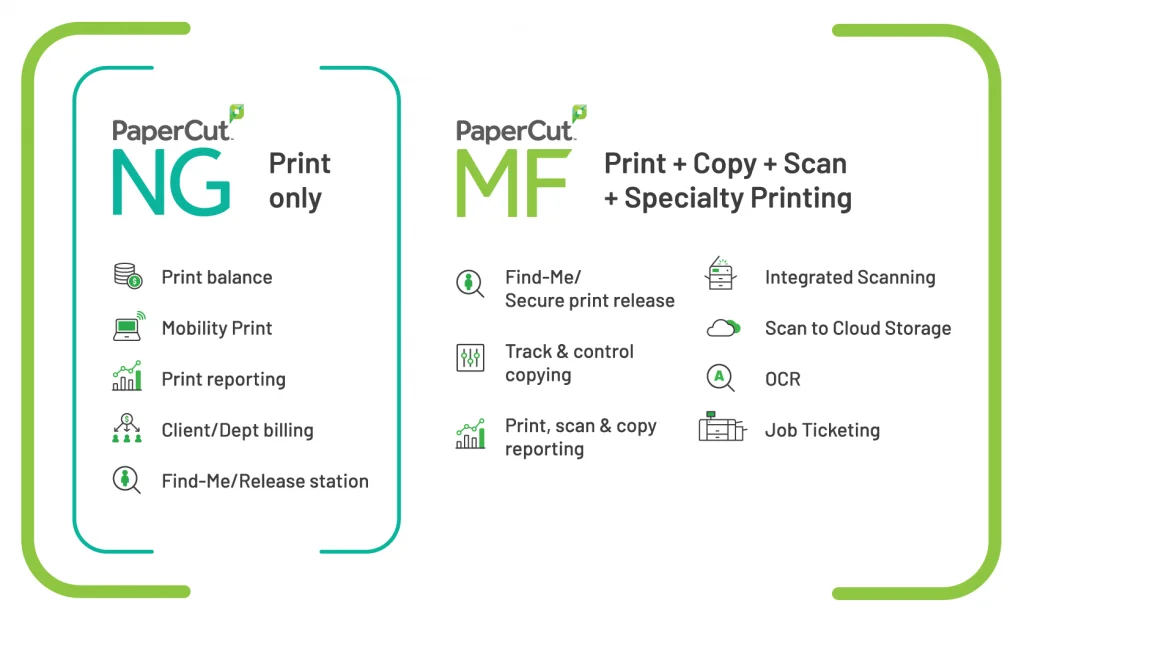 PaperCut
NG
Print
only
Print balance
Mobility Print
Print reporting
Client/Dept billing
Find-Me/Release station
PaperCut
MF
Print + Copy + Scan
+ Specialty Printing
Find-Me/
Secure print release
Track & control
copying
Print, scan & copy
reporting
Integrated Scanning
Scan to Cloud Storage
OCR
Job Ticketing